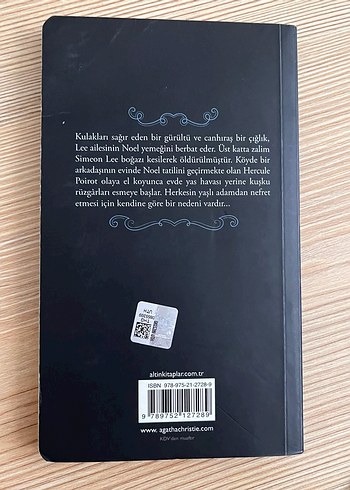 Kulakları sağır eden bir gürültü ve canhıraş bir çığlık,
Lee ailesinin Noel yemeğini berbat eder. Üst katta zalim
Simeon Lee boğazı kesilerek öldürülmüştür. Köyde bir
arkadaşının evinde Noel tatilini geçirmekte olan Hercule
Poirot olaya el koyunca evde yas havası yerine kuşku
rüzgârları esmeye başlar. Herkesin yaşlı adamdan nefret
etmesi için kendine göre bir nedeni vardır...
altinkitaplar.com.tr
ISBN 978-975-21-2728-9
9 789752 127289
www.agathachristie.com
KDV'den muaftır